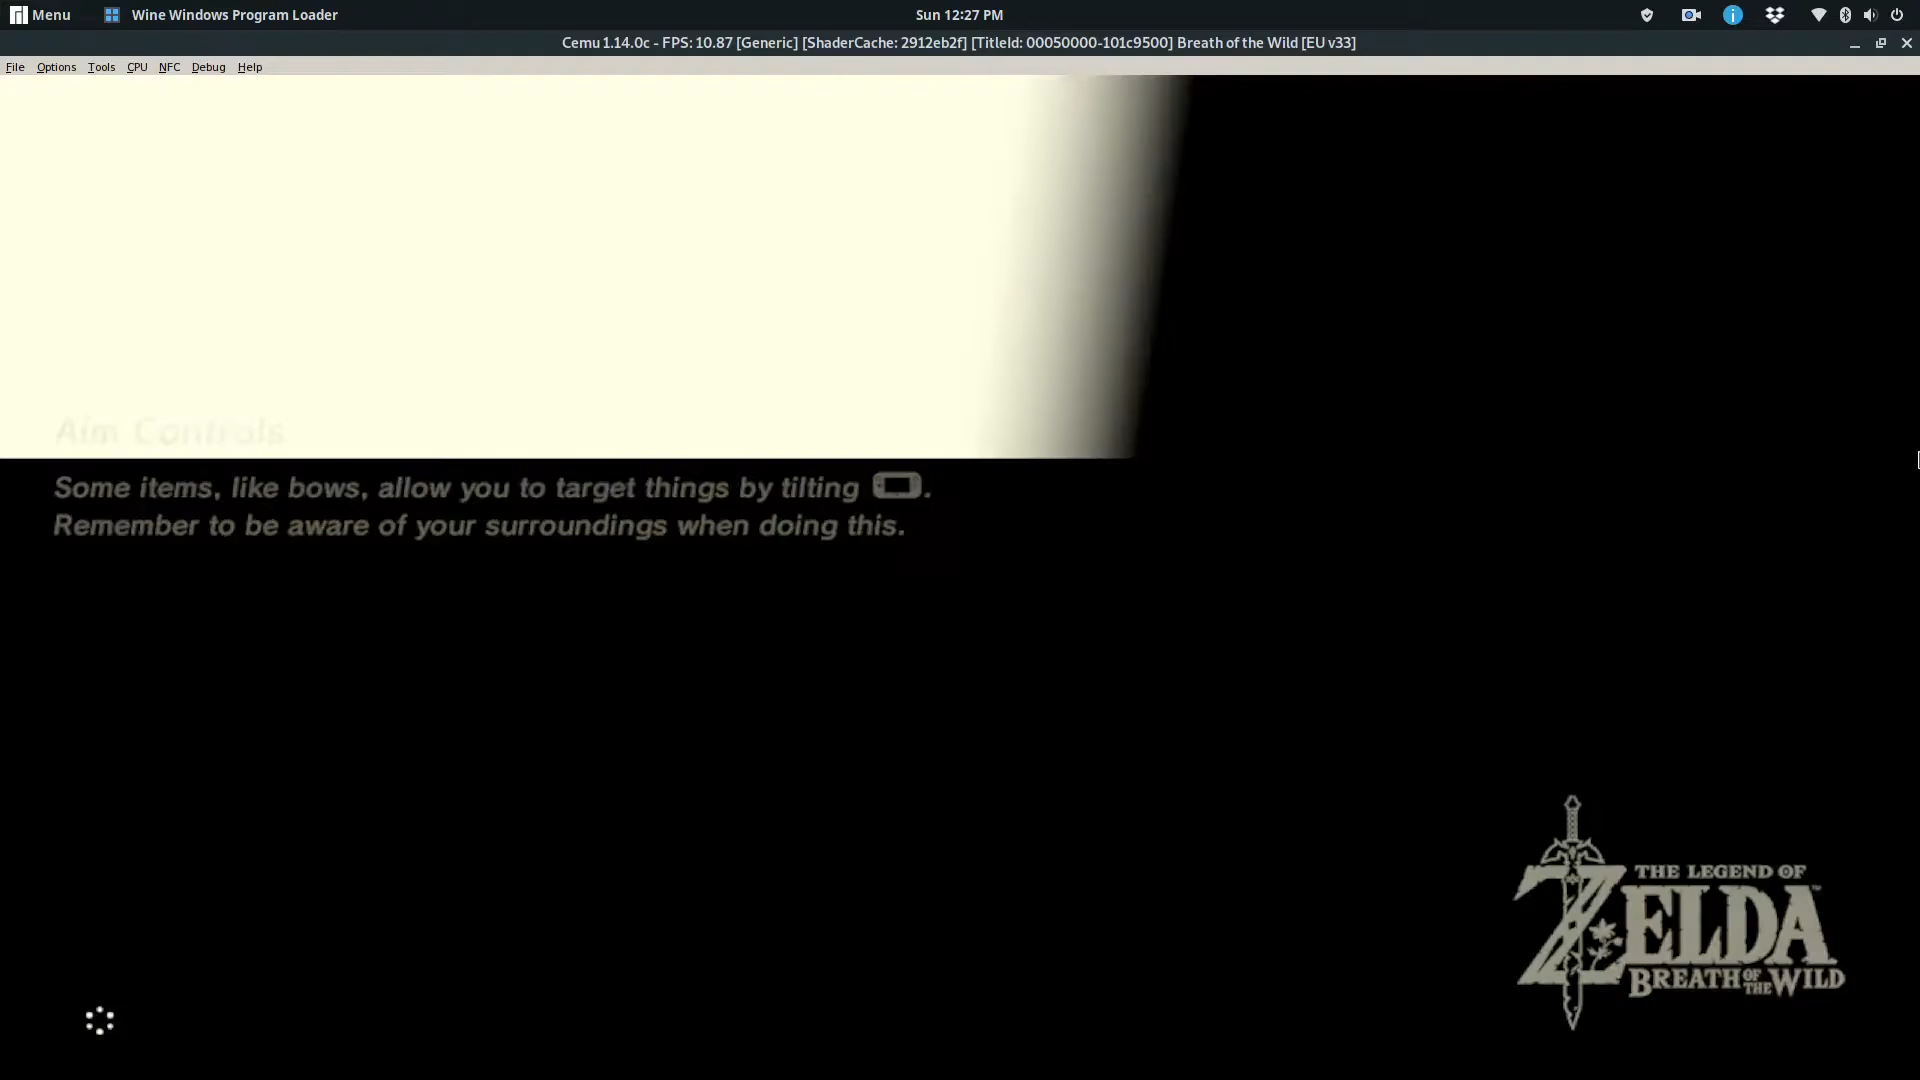 Menu Wine Windows Program Loader Sun 12:27 PM
Cemu 1.14.0c - FPS: 10.87 [Generic] [ShaderCache: 2912eb2f] [TitleId: 00050000-101c9500] Breath of the Wild [EU v33]
File Options Tools CPU NFC Debug Help
Aim Controls
Some items, like bows, allow you to target things by tilting .
Remember to be aware of your surroundings when doing this.
THE LEGEND OF
ZELDA™
BREATH OF THE WILD